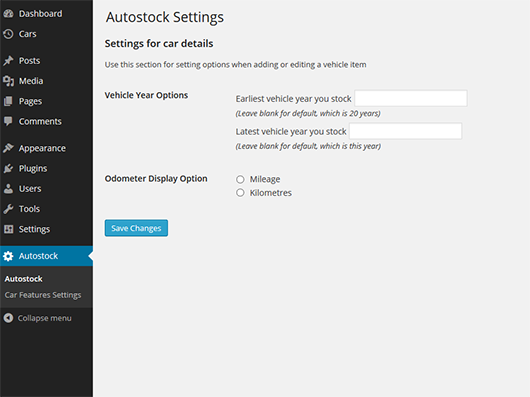 Dashboard
Cars
Posts
Media
Pages
Comments
Appearance
Plugins
Users
Tools
Settings
Autostock
Autostock
Car Features Settings
Collapse menu
Autostock Settings
Settings for car details
Use this section for setting options when adding or editing a vehicle item
Vehicle Year Options
Earliest vehicle year you stock
(Leave blank for default, which is 20 years)
Latest vehicle year you stock
(Leave blank for default, which is this year)
Odometer Display Option
Mileage
Kilometres
Save Changes